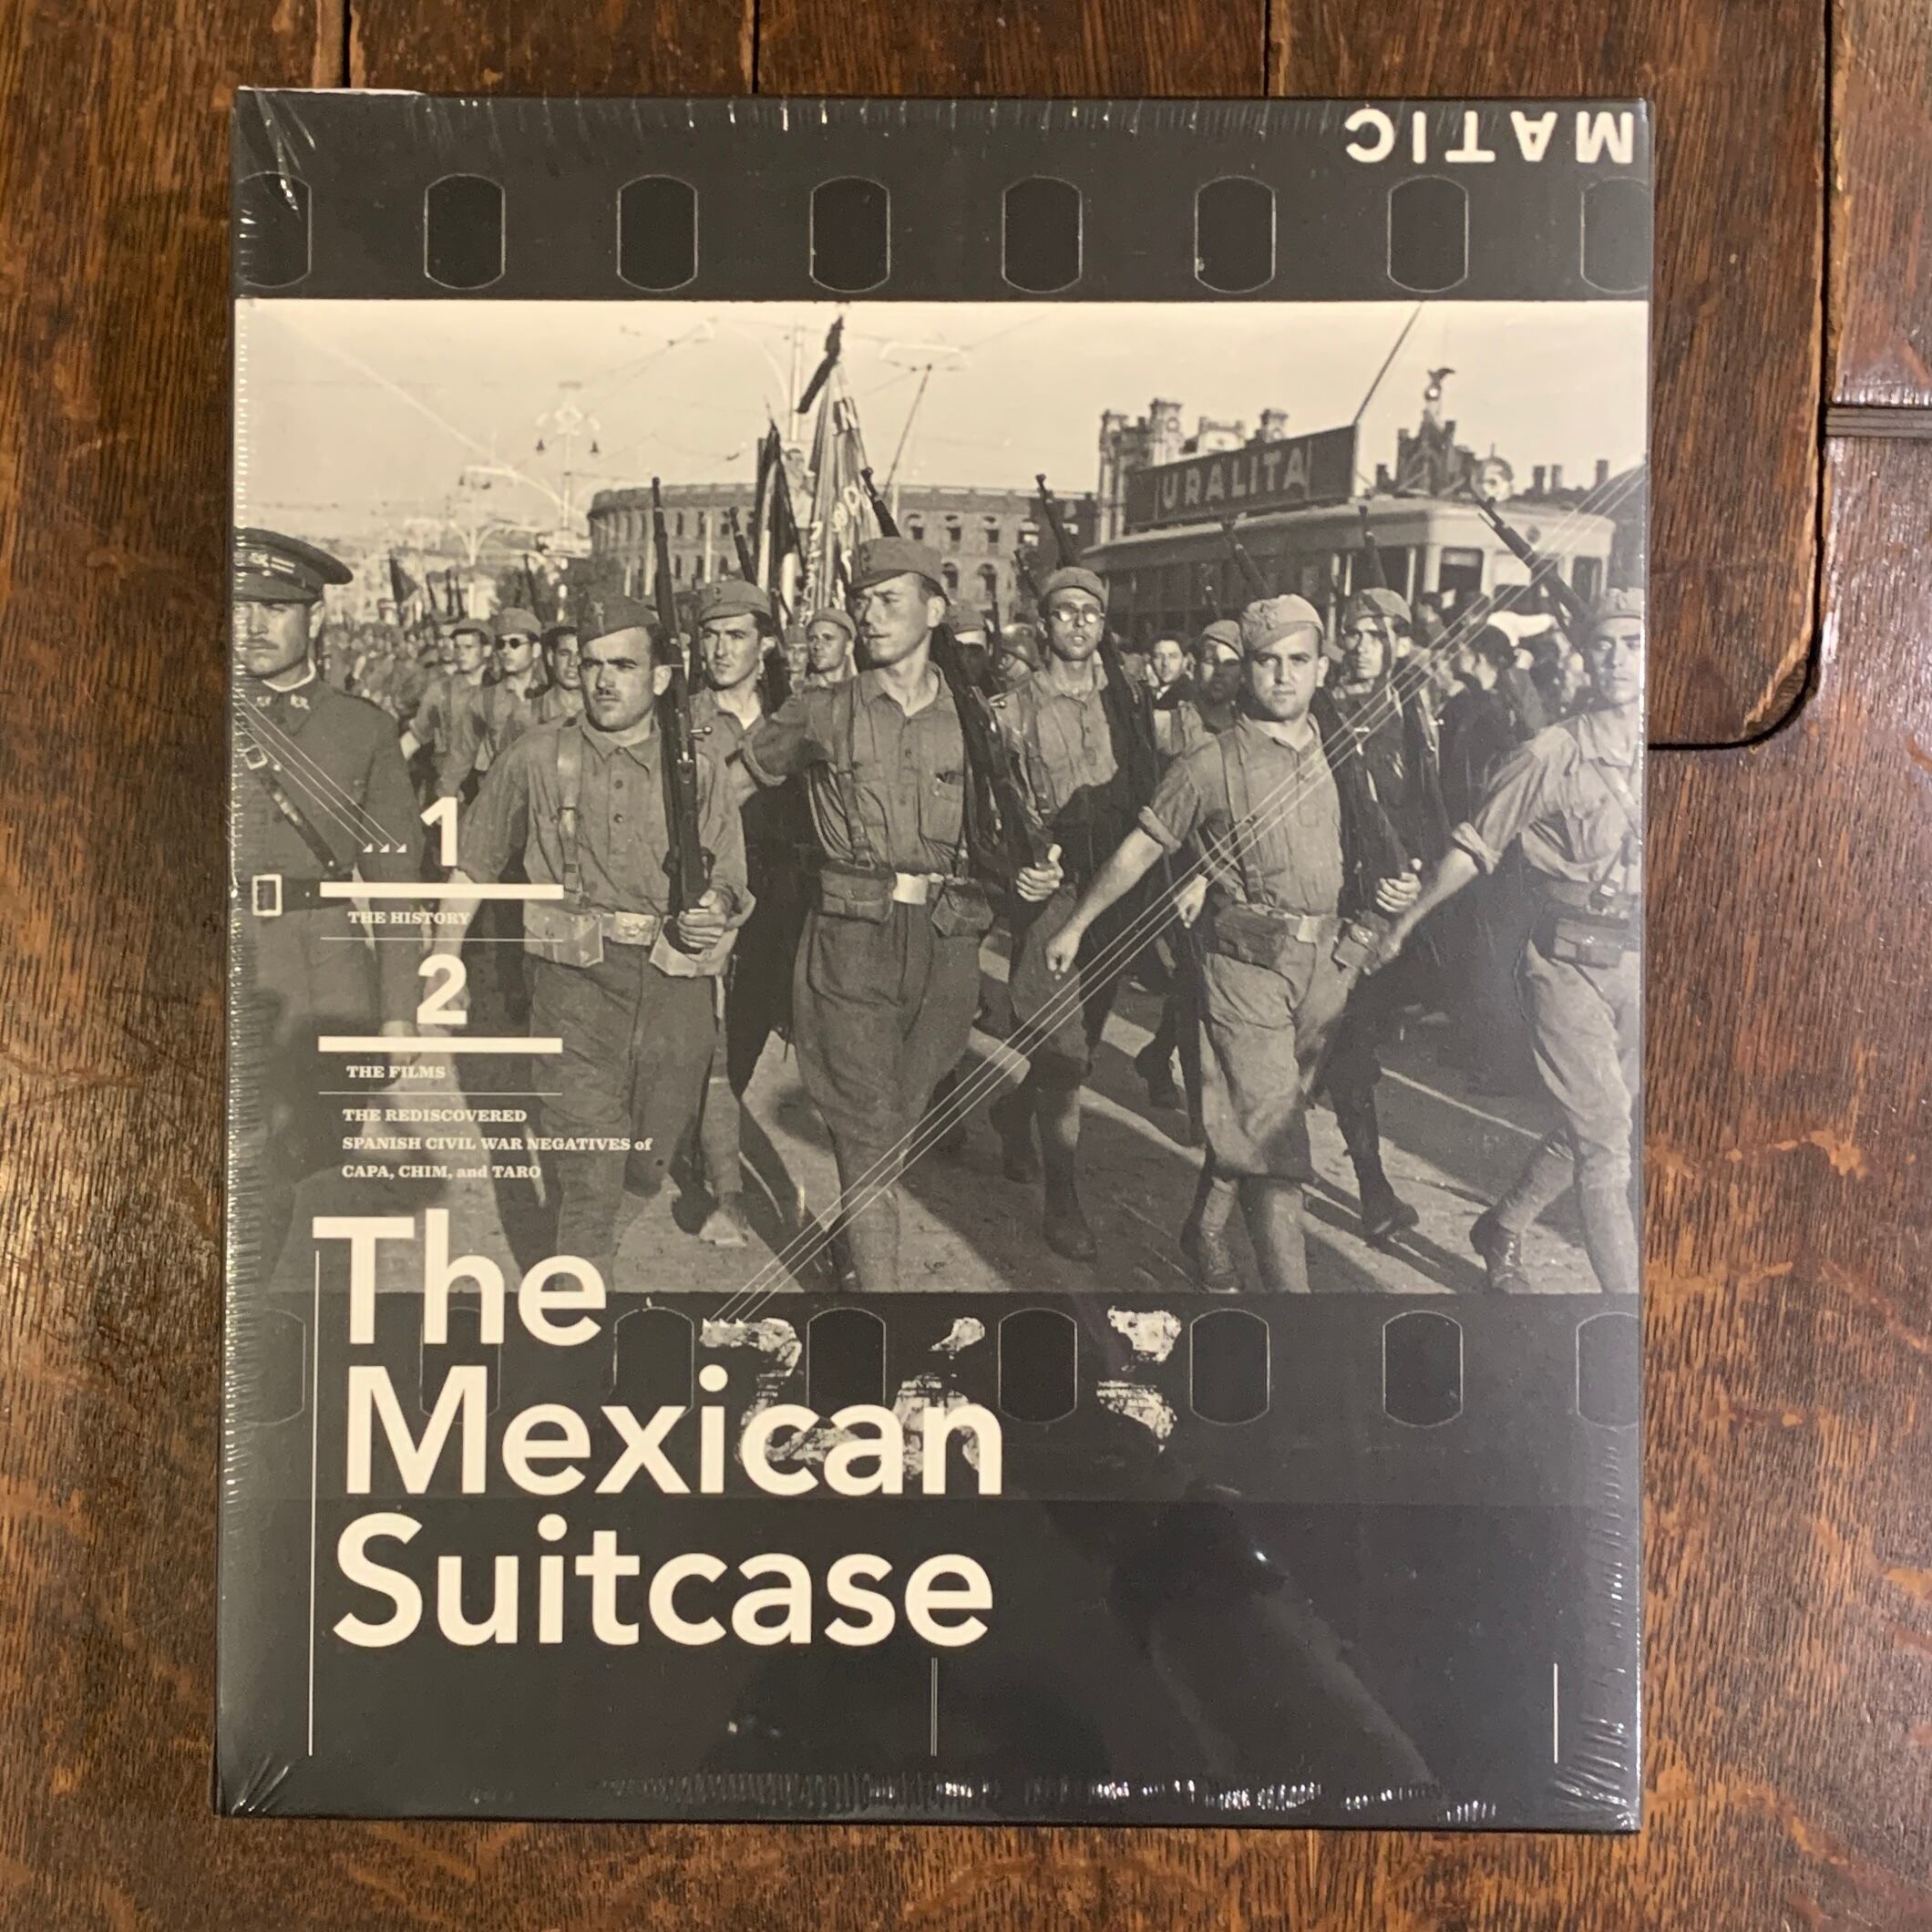 MATIC
URALITA
1
THE HISTORY
2
THE FILMS
THE REDISCOVERED
SPANISH CIVIL WAR NEGATIVES of
CAPA, CHIM, and TARO
The
Mexican
Suitcase